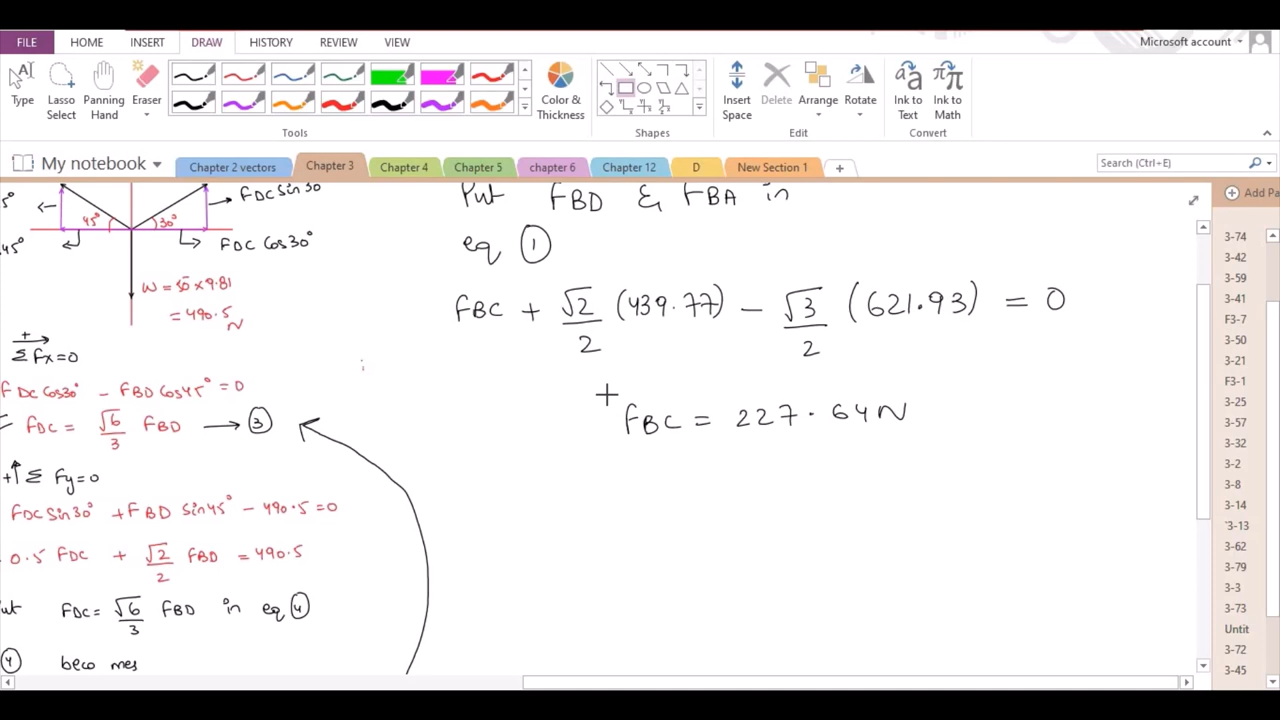 FILE HOME INSERT DRAW HISTORY REVIEW VIEW Microsoft account
Type Lasso Select Panning Hand Eraser Color & Thickness Insert Space Delete Arrange Rotate Ink to Text Ink to Math
Tools Shapes Edit Convert
My notebook Chapter 2 vectors Chapter 3 Chapter 4 Chapter 5 chapter 6 Chapter 12 D New Section 1 Search (Ctrl+E)
Add Pa
3-74
3-42
3-59
3-41
F3-7
3-50
3-21
F3-1
3-25
3-57
3-32
3-2
3-8
3-14
3-13
3-62
3-79
3-3
3-73
Untit
3-72
3-45
5° FDC Sin30
45° 30°
45° FDC Cos30°
W = 50 × 9.81
= 490.5 N
+
Σ Fx = 0
FDC Cos30° - FBD Cos45° = 0
FDC = √6/3 FBD → ③
+↑ Σ Fy = 0
FDC Sin30° + FBD Sin45° - 490.5 = 0
0.5 FDC + √2/2 FBD = 490.5
ut FDC = √6/3 FBD in eq ④
④ becomes
Put FBD & FBA in
eq ①
FBC + √2/2 (439.77) - √3/2 (621.93) = 0
FBC = 227.64 N